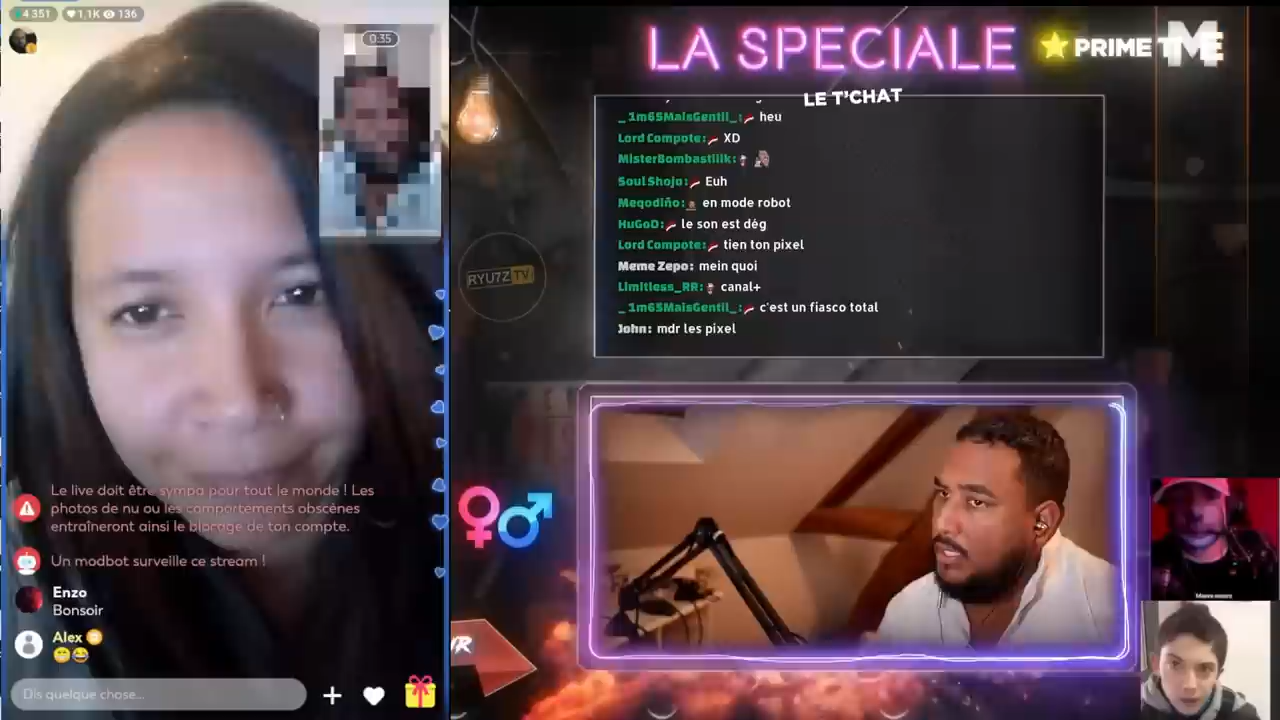 4 351
1,1K
136
0:35
Le live doit être sympa pour tout le monde ! Les
photos de nu ou les comportements obscènes
entraîneront ainsi le blocage de ton compte.
Un modbot surveille ce stream !
Enzo
Bonsoir
Alex
Dis quelque chose...
LA SPECIALE
PRIME TIME
LE T'CHAT
_1m65MaisGentil_: heu
Lord Compote: XD
MisterBombastiiik:
Soul Shojo: Euh
Meqodiño: en mode robot
HuGoD: le son est dég
Lord Compote: tien ton pixel
Meme Zepo: mein quoi
Limitless_RR: canal+
_1m65MaisGentil_: c'est un fiasco total
John: mdr les pixel
RYU7Z TV